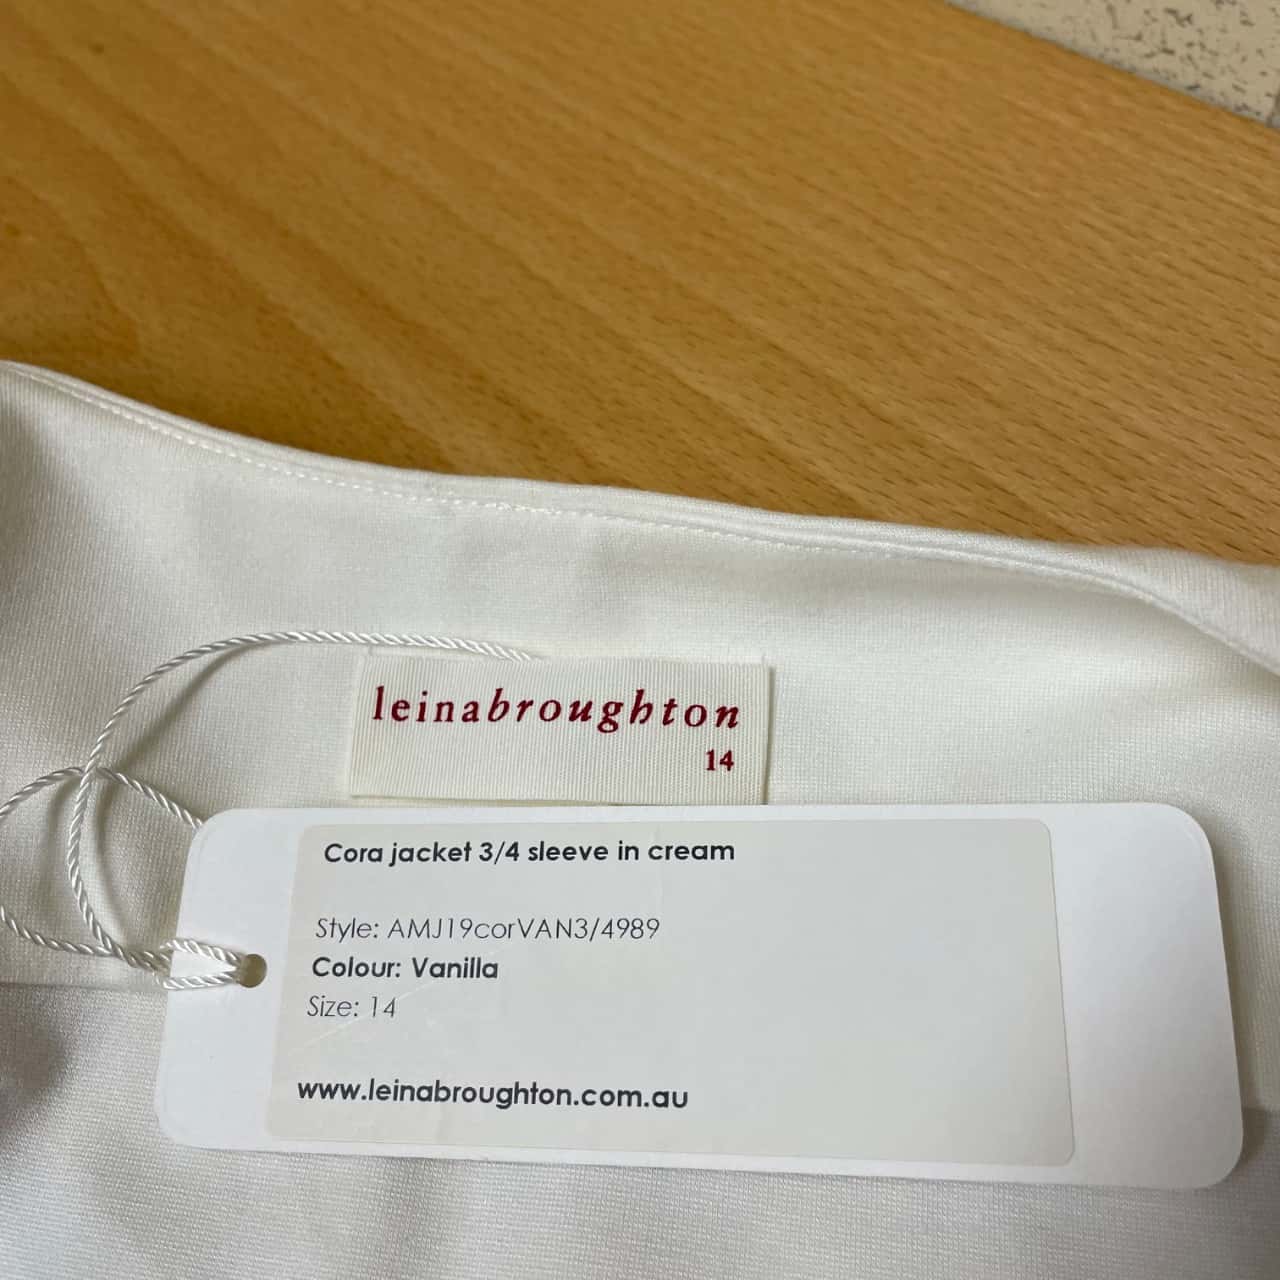 leinabroughton
14
Cora jacket 3/4 sleeve in cream
Style: AMJ19corVAN3/4989
Colour: Vanilla
Size: 14
www.leinabroughton.com.au